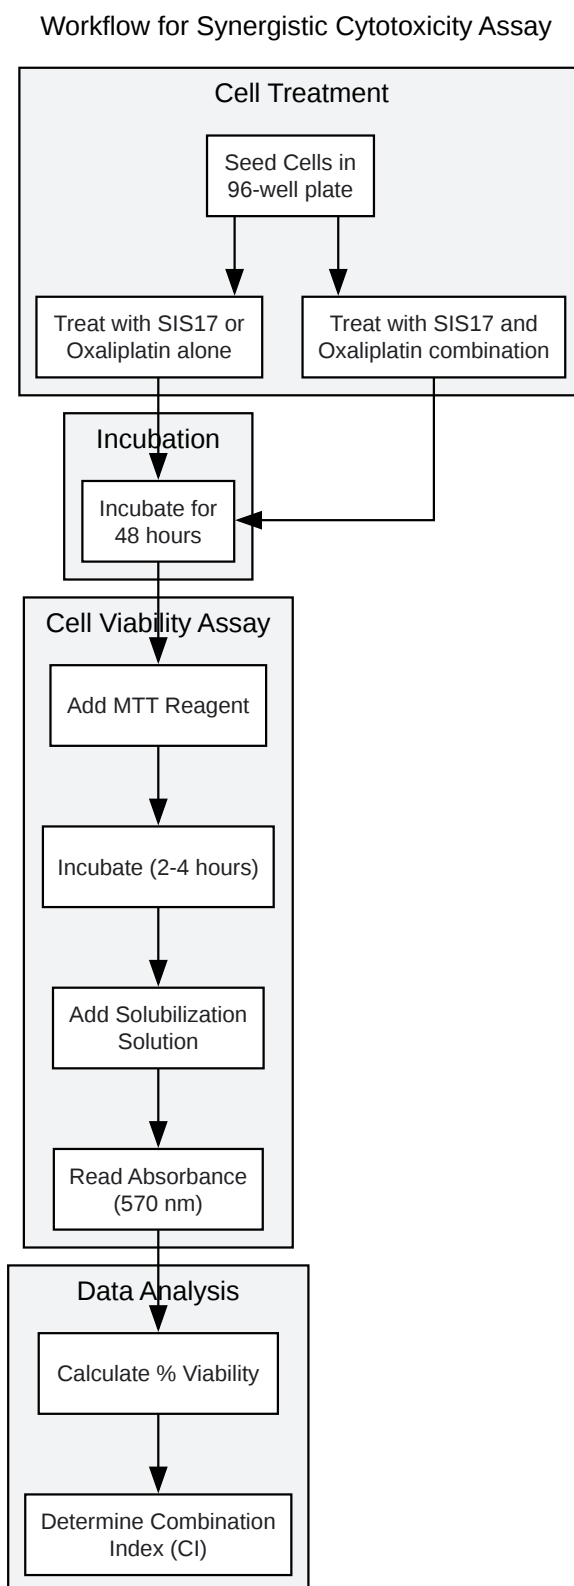 Workflow for Synergistic Cytotoxicity Assay
Cell Treatment
Seed Cells in
96-well plate
Treat with SIS17 or
Oxaliplatin alone
Treat with SIS17 and
Oxaliplatin combination
Incubation
Incubate for
48 hours
Cell Viability Assay
Add MTT Reagent
Incubate (2-4 hours)
Add Solubilization
Solution
Read Absorbance
(570 nm)
Data Analysis
Calculate % Viability
Determine Combination
Index (CI)